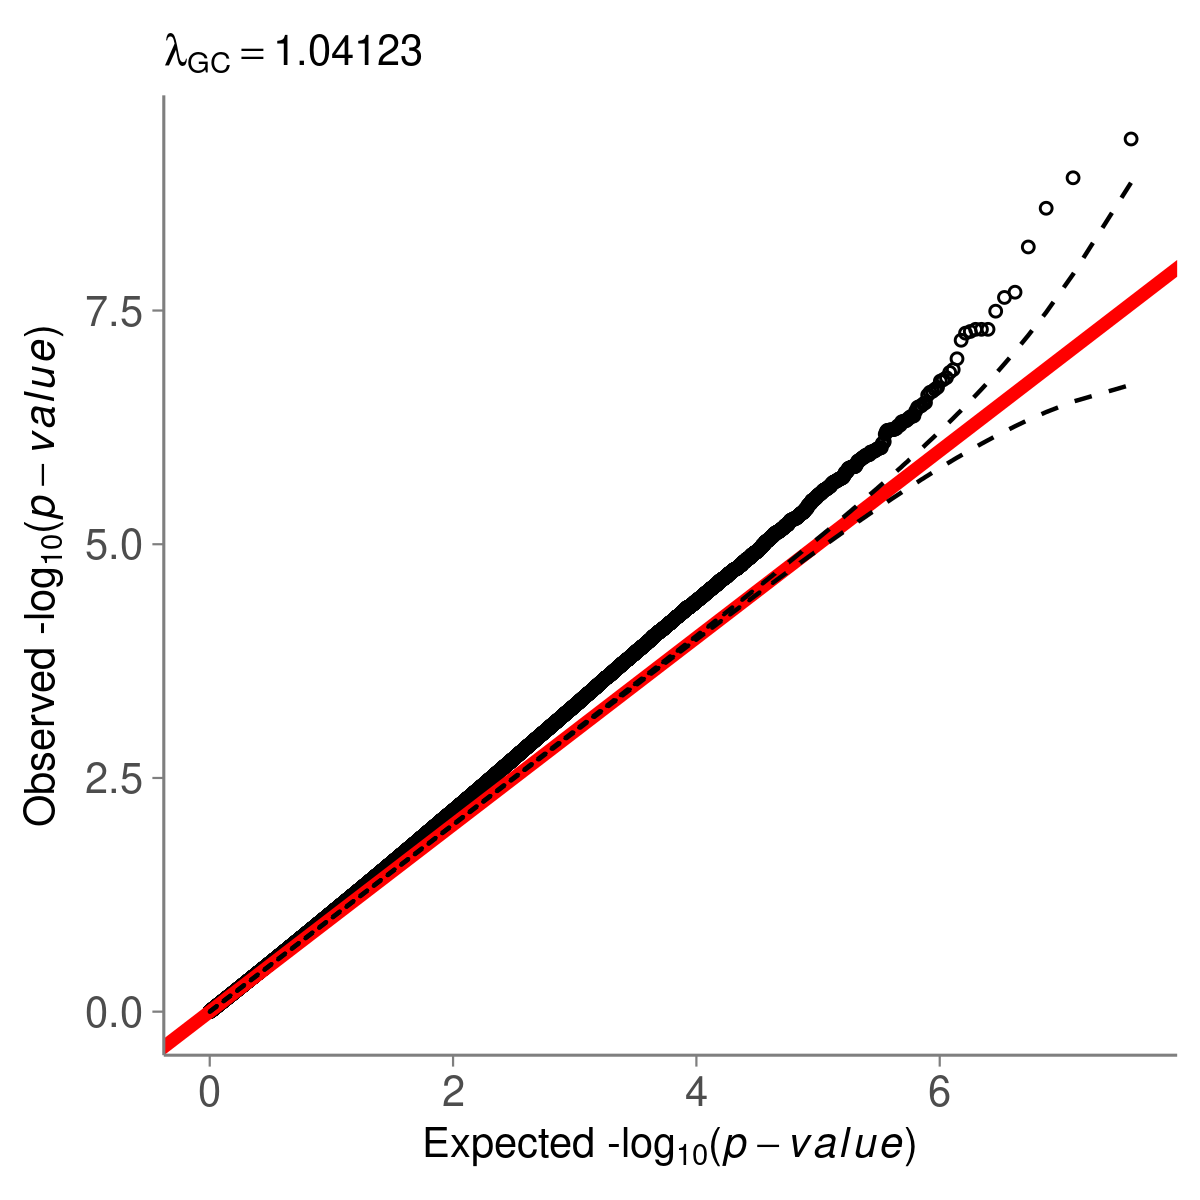 λGC = 1.04123
Observed -log10(p − value)
7.5
5.0
2.5
0.0
0 2 4 6
Expected -log10(p − value)